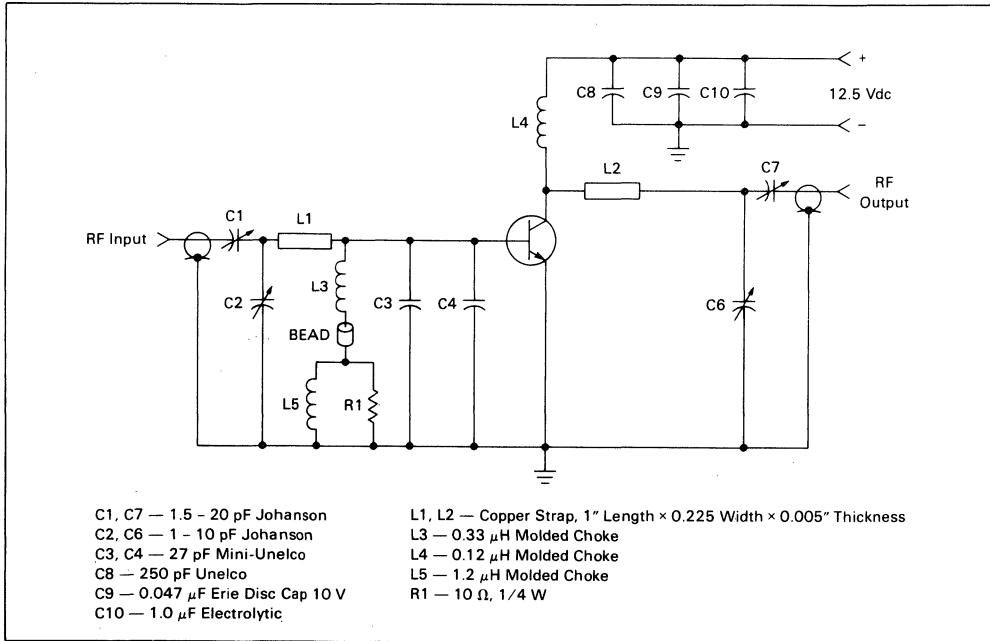 +
C8
C9
C10
12.5 Vdc
L4
−
L2
C7
RF
Output
C1
L1
RF Input
L3
C2
C3
C4
C6
BEAD
L5
R1
C1, C7 — 1.5 – 20 pF Johanson
C2, C6 — 1 – 10 pF Johanson
C3, C4 — 27 pF Mini-Unelco
C8 — 250 pF Unelco
C9 — 0.047 μF Erie Disc Cap 10 V
C10 — 1.0 μF Electrolytic
L1, L2 — Copper Strap, 1" Length × 0.225 Width × 0.005" Thickness
L3 — 0.33 μH Molded Choke
L4 — 0.12 μH Molded Choke
L5 — 1.2 μH Molded Choke
R1 — 10 Ω, 1/4 W